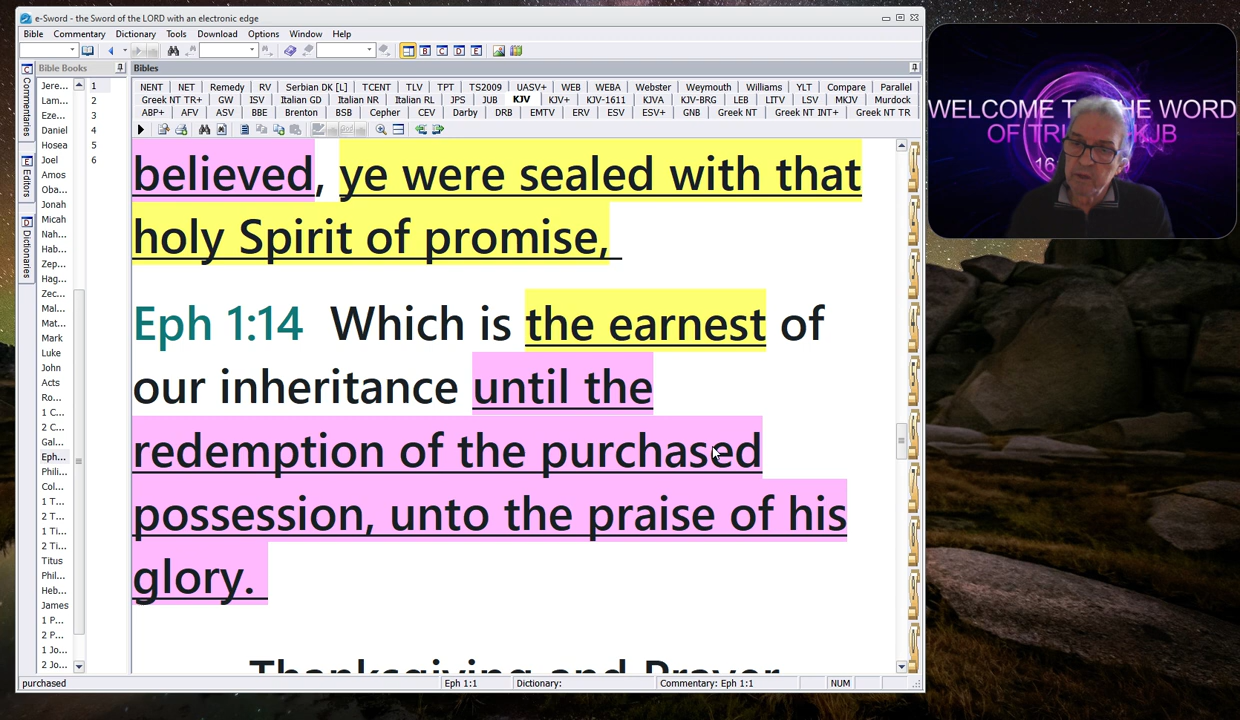 e-Sword - the Sword of the LORD with an electronic edge
Bible Commentary Dictionary Tools Download Options Window Help
B C D E
Bible Books
Bibles
Commentaries
Editors
Dictionaries
NENT NET Remedy RV Serbian DK [L] TCENT TLV TPT TS2009 UASV+ WEB WEBA Webster Weymouth Williams YLT Compare Parallel
Greek NT TR+ GW ISV Italian GD Italian NR Italian RL JPS JUB KJV KJV+ KJV-1611 KJVA KJV-BRG LEB LITV LSV MKJV Murdock
ABP+ AFV ASV BBE Brenton BSB Cepher CEV Darby DRB EMTV ERV ESV ESV+ GNB Greek NT Greek NT INT+ Greek NT TR
Jere... 1
Lam... 2
Eze... 3
Daniel 4
Hosea 5
Joel 6
Amos
Oba...
Jonah
Micah
Nah...
Hab...
Zep...
Hag...
Zec...
Mal...
Mat...
Mark
Luke
John
Acts
Ro...
1 C...
2 C...
Gal...
Eph...
Phili...
Col...
1 T...
2 T...
1 Ti...
2 Ti...
Titus
Phil...
Heb...
James
1 P...
2 P...
1 Jo...
2 Jo...
believed, ye were sealed with that
holy Spirit of promise,
Eph 1:14 Which is the earnest of
our inheritance until the
redemption of the purchased
possession, unto the praise of his
glory.
Thanksgiving and Prayer
purchased Eph 1:1 Dictionary: Commentary: Eph 1:1 NUM
WELCOME TO THE WORD
OF KJB
16